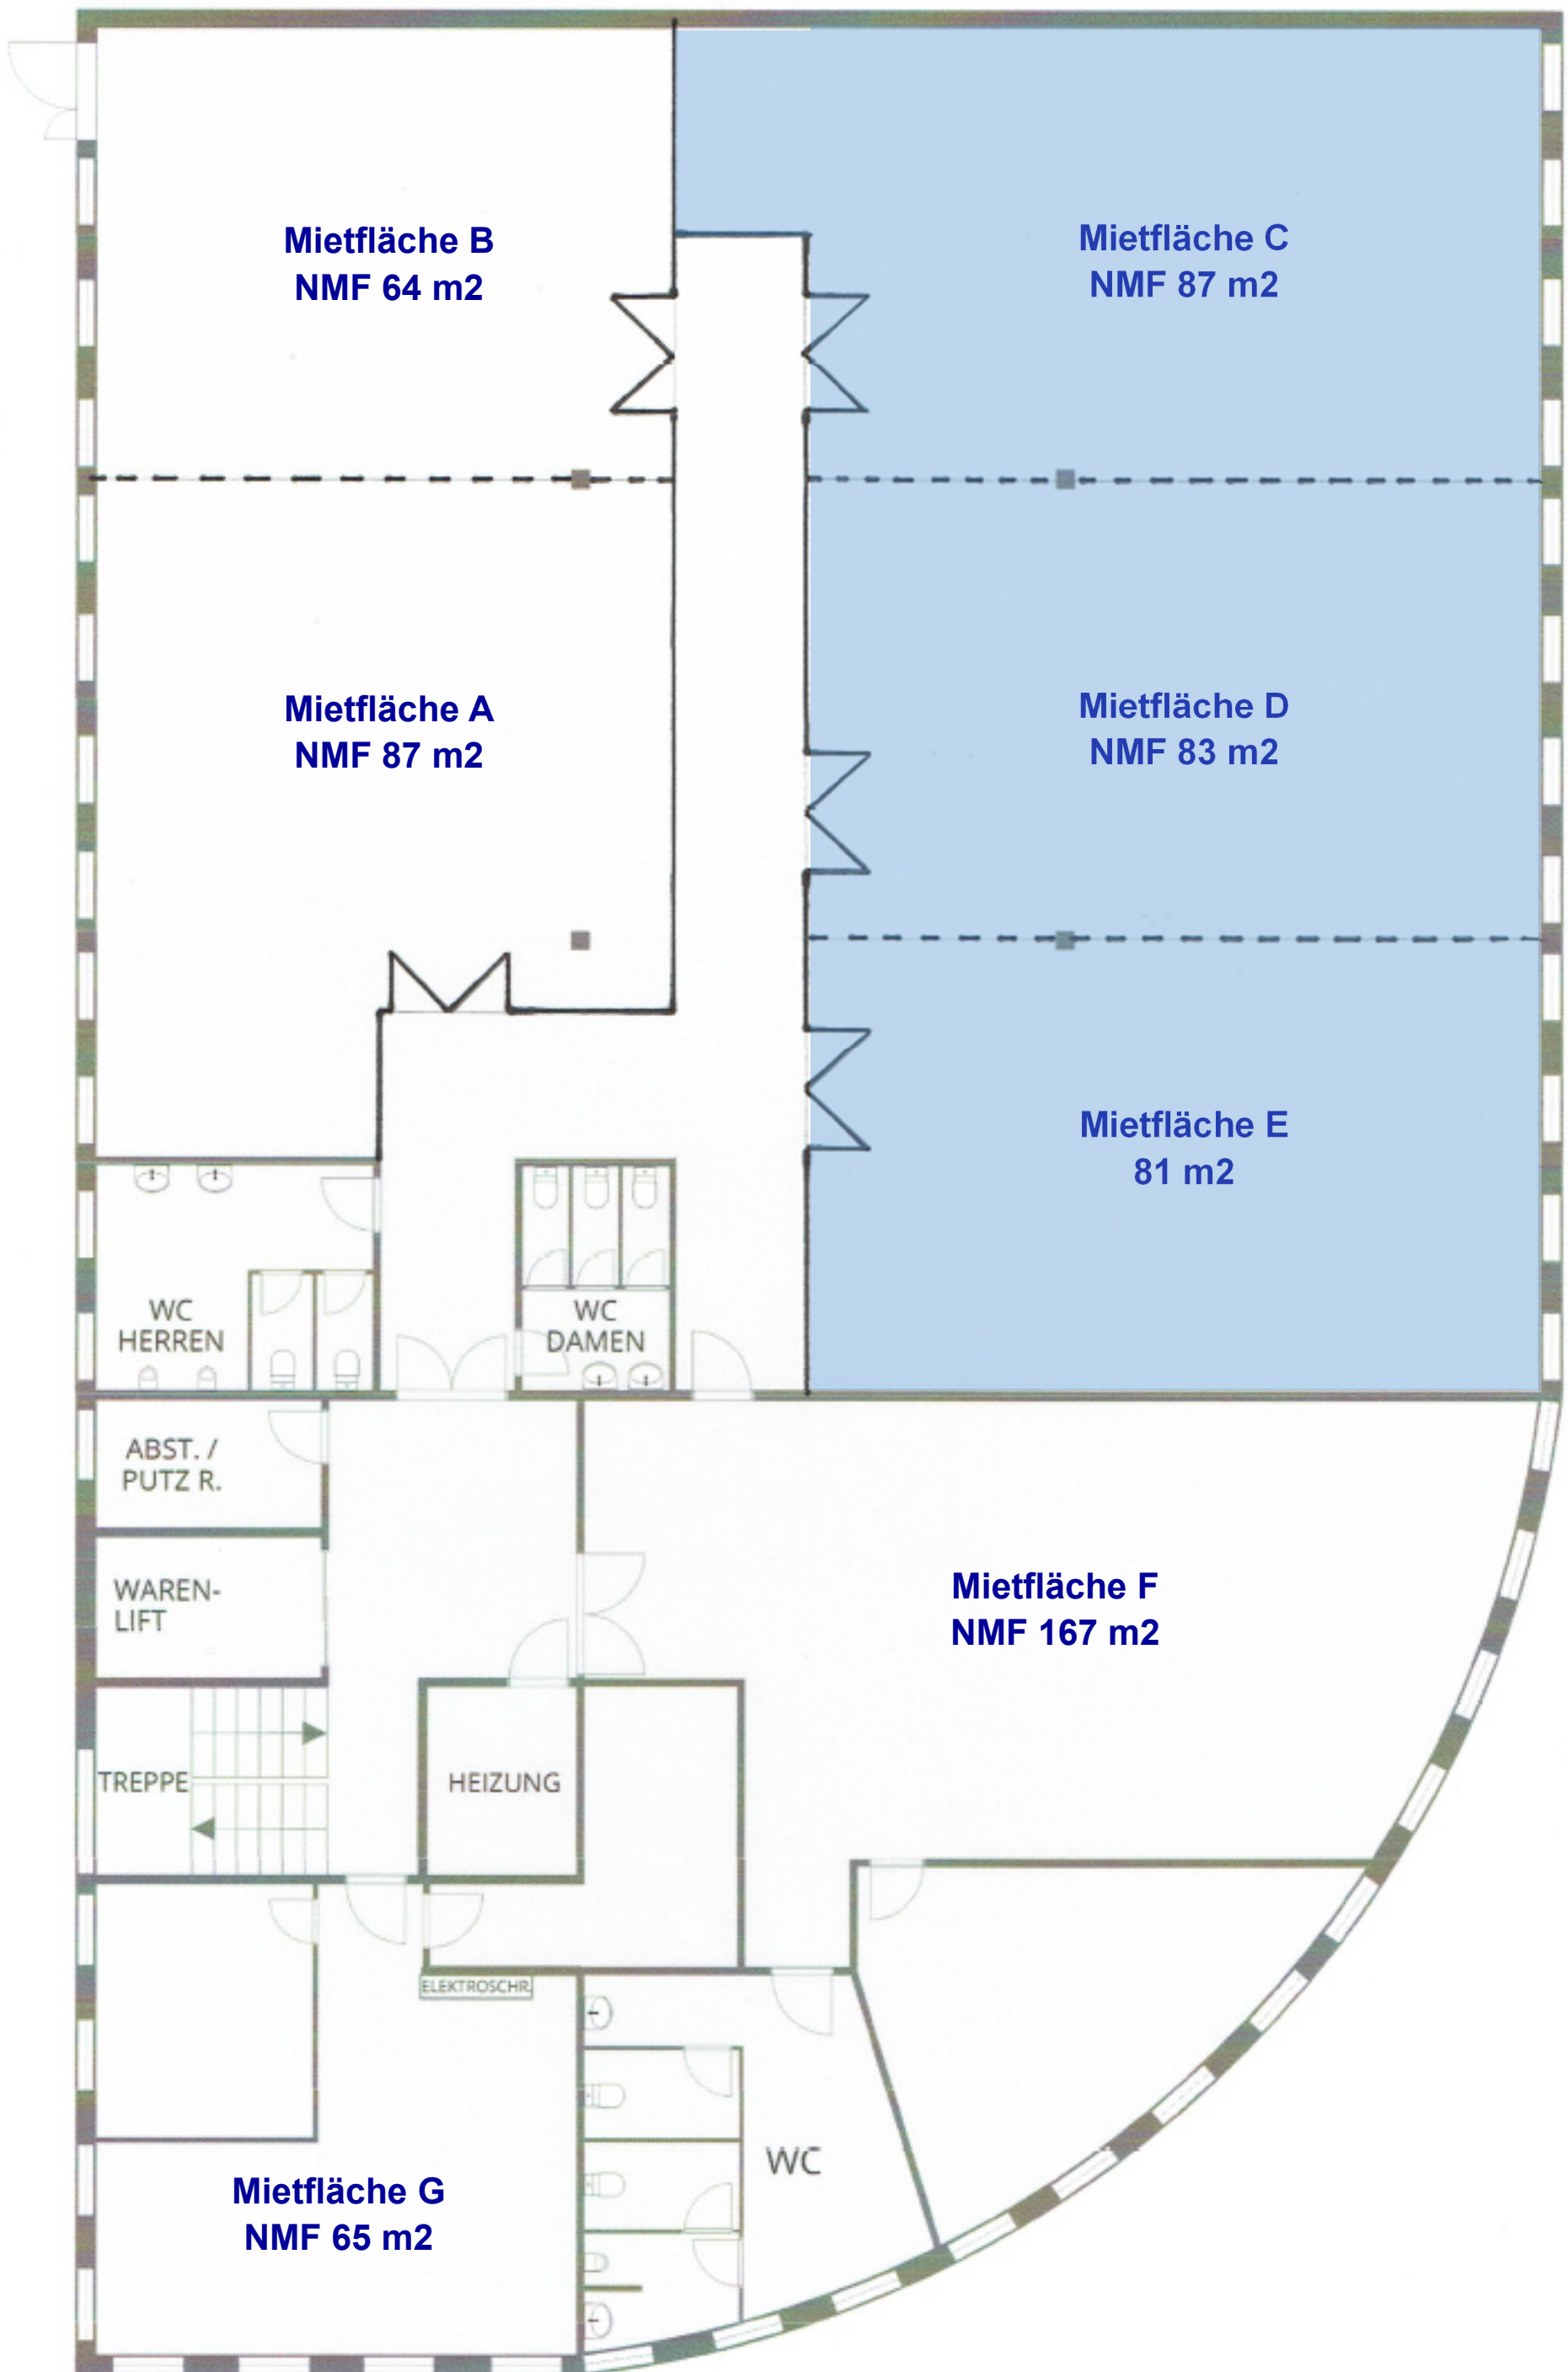 Mietfläche B
NMF 64 m2
Mietfläche C
NMF 87 m2
Mietfläche A
NMF 87 m2
Mietfläche D
NMF 83 m2
Mietfläche E
81 m2
WC
HERREN
WC
DAMEN
ABST. /
PUTZ R.
WAREN-
LIFT
Mietfläche F
NMF 167 m2
TREPPE
HEIZUNG
ELEKTROSCHR.
WC
Mietfläche G
NMF 65 m2